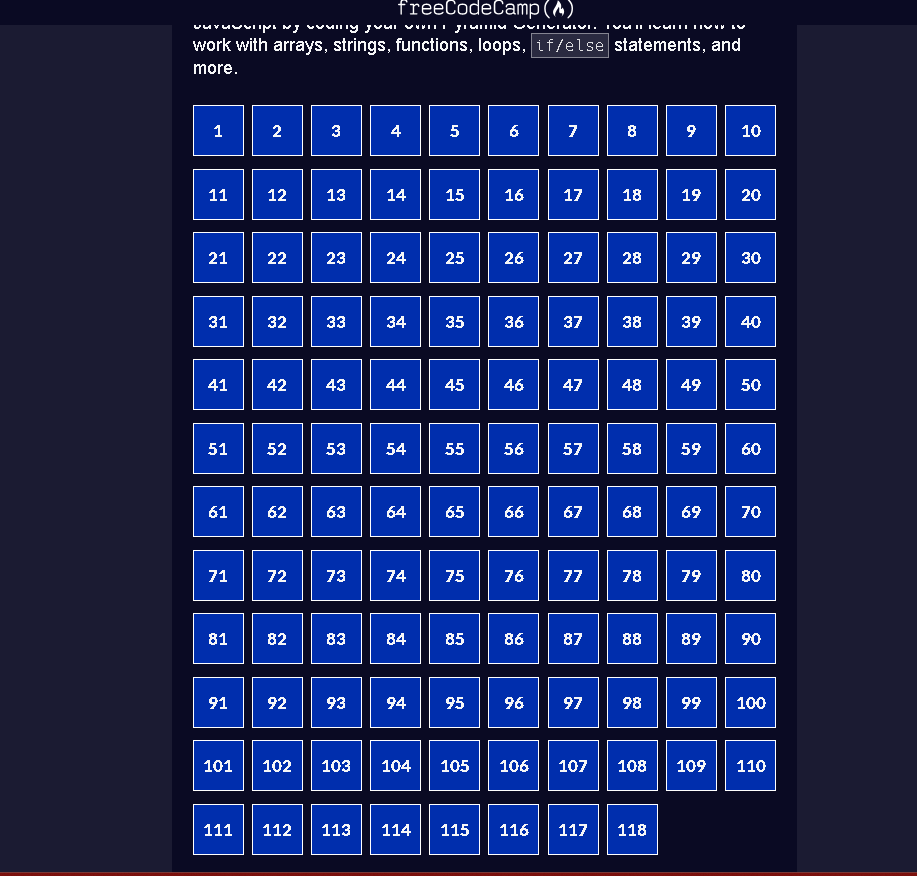 freeCodeCamp(🔥)
JavaScript by coding your own Pyramid Generator. You'll learn how to
work with arrays, strings, functions, loops, if/else statements, and
more.
1 2 3 4 5 6 7 8 9 10
11 12 13 14 15 16 17 18 19 20
21 22 23 24 25 26 27 28 29 30
31 32 33 34 35 36 37 38 39 40
41 42 43 44 45 46 47 48 49 50
51 52 53 54 55 56 57 58 59 60
61 62 63 64 65 66 67 68 69 70
71 72 73 74 75 76 77 78 79 80
81 82 83 84 85 86 87 88 89 90
91 92 93 94 95 96 97 98 99 100
101 102 103 104 105 106 107 108 109 110
111 112 113 114 115 116 117 118